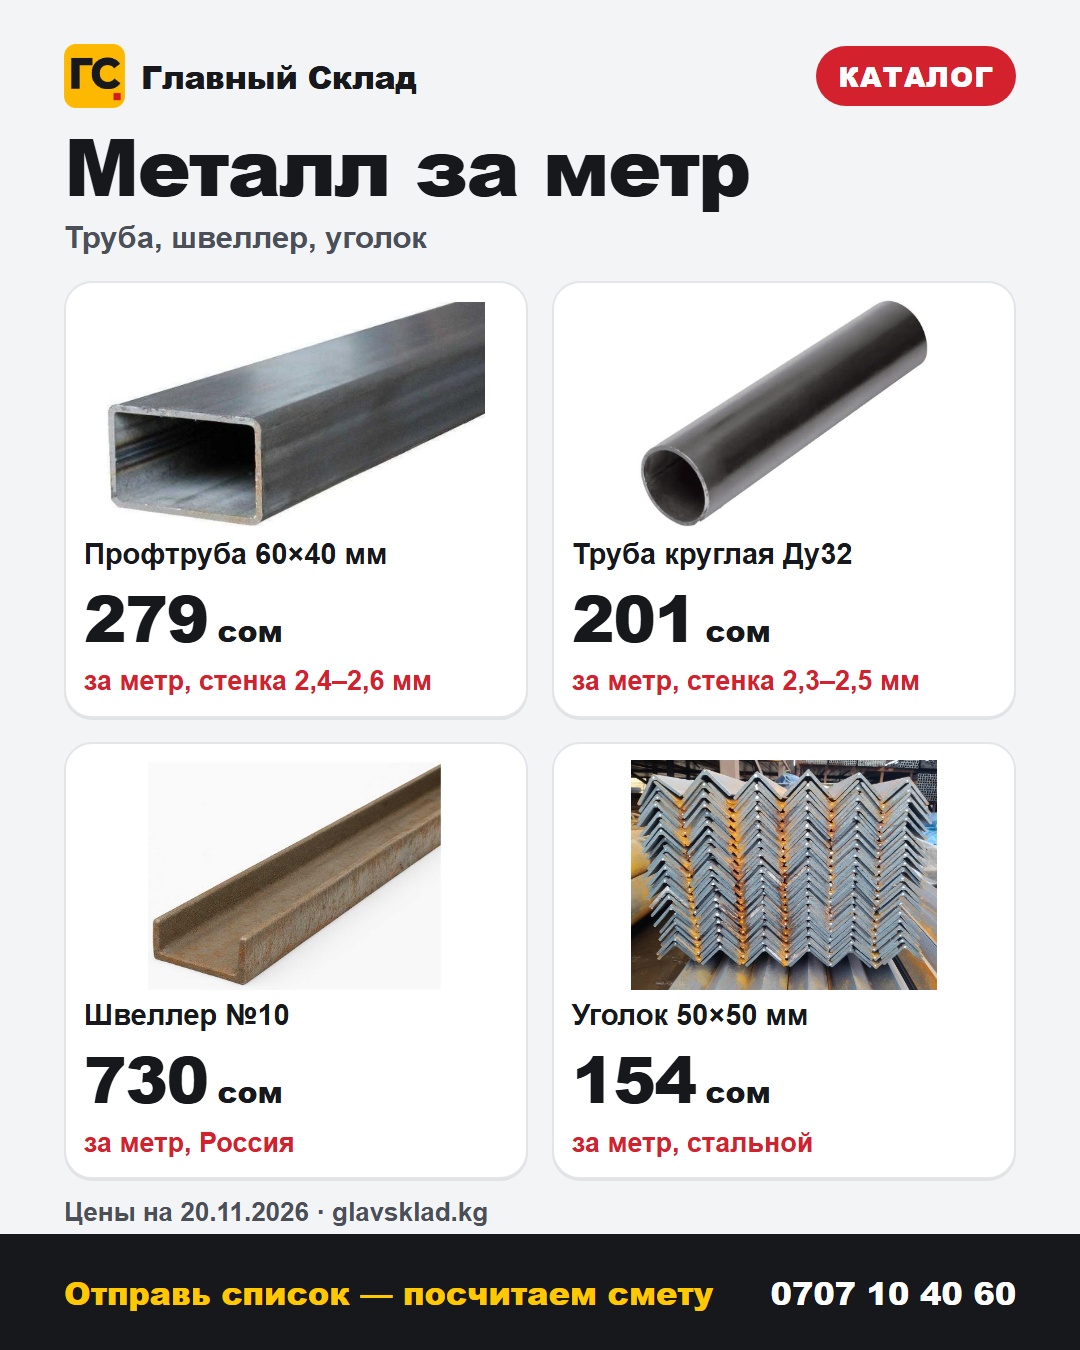 ГС Главный Склад
КАТАЛОГ
Металл за метр
Труба, швеллер, уголок
Профтруба 60×40 мм
279 сом
за метр, стенка 2,4–2,6 мм
Труба круглая Ду32
201 сом
за метр, стенка 2,3–2,5 мм
Швеллер №10
730 сом
за метр, Россия
Уголок 50×50 мм
154 сом
за метр, стальной
Цены на 20.11.2026 · glavsklad.kg
Отправь список — посчитаем смету
0707 10 40 60